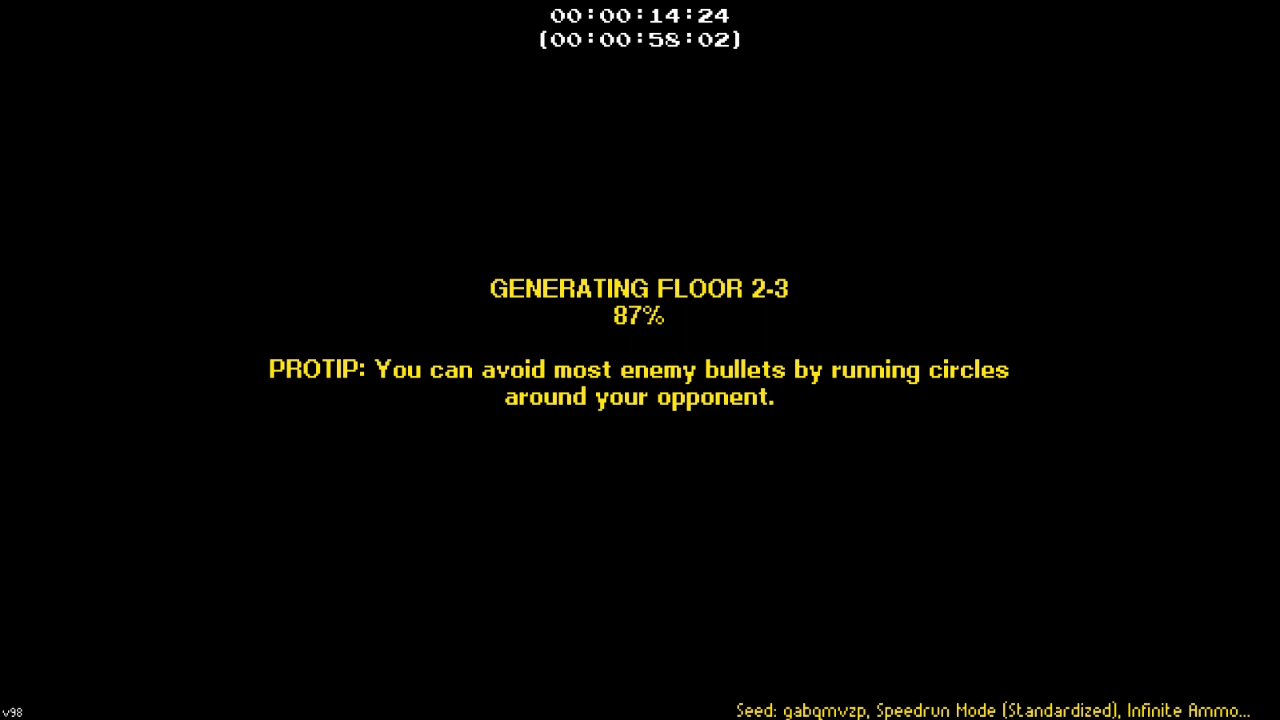 00:00:14:24
(00:00:58:02)
GENERATING FLOOR 2-3
87%
PROTIP: You can avoid most enemy bullets by running circles
around your opponent.
v98
Seed: gabqmvzp, Speedrun Mode (Standardized), Infinite Ammo...